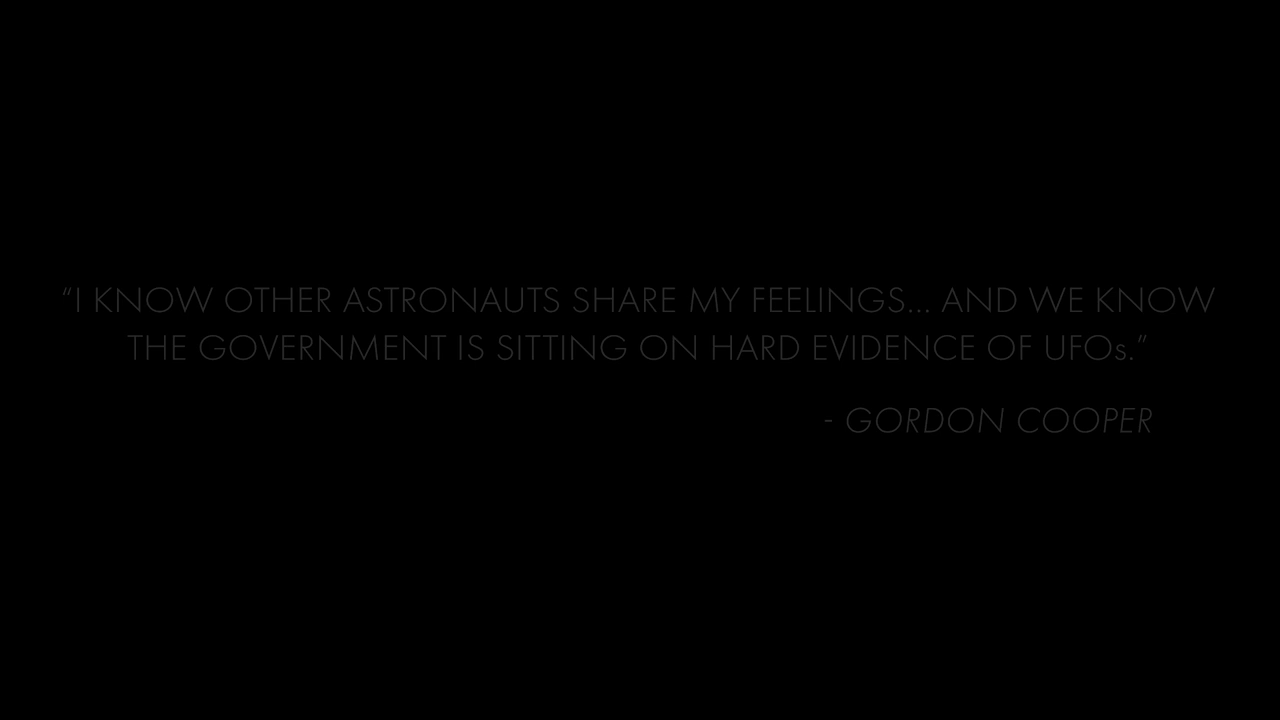 “I KNOW OTHER ASTRONAUTS SHARE MY FEELINGS... AND WE KNOW
THE GOVERNMENT IS SITTING ON HARD EVIDENCE OF UFOs.”
- GORDON COOPER